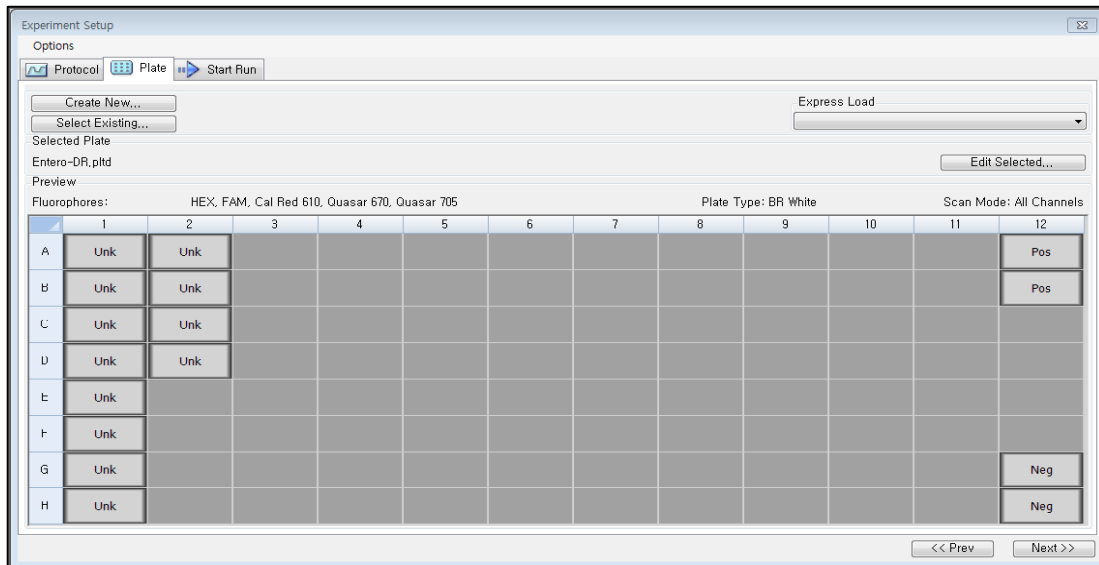 Experiment Setup
Options
Protocol Plate Start Run
Create New... Express Load
Select Existing...
Selected Plate
Entero-DR.pltd Edit Selected...
Preview
Fluorophores: HEX, FAM, Cal Red 610, Quasar 670, Quasar 705 Plate Type: BR White Scan Mode: All Channels
1 2 3 4 5 6 7 8 9 10 11 12
A Unk Unk Pos
B Unk Unk Pos
C Unk Unk
D Unk Unk
E Unk
F Unk
G Unk Neg
H Unk Neg
<< Prev Next >>